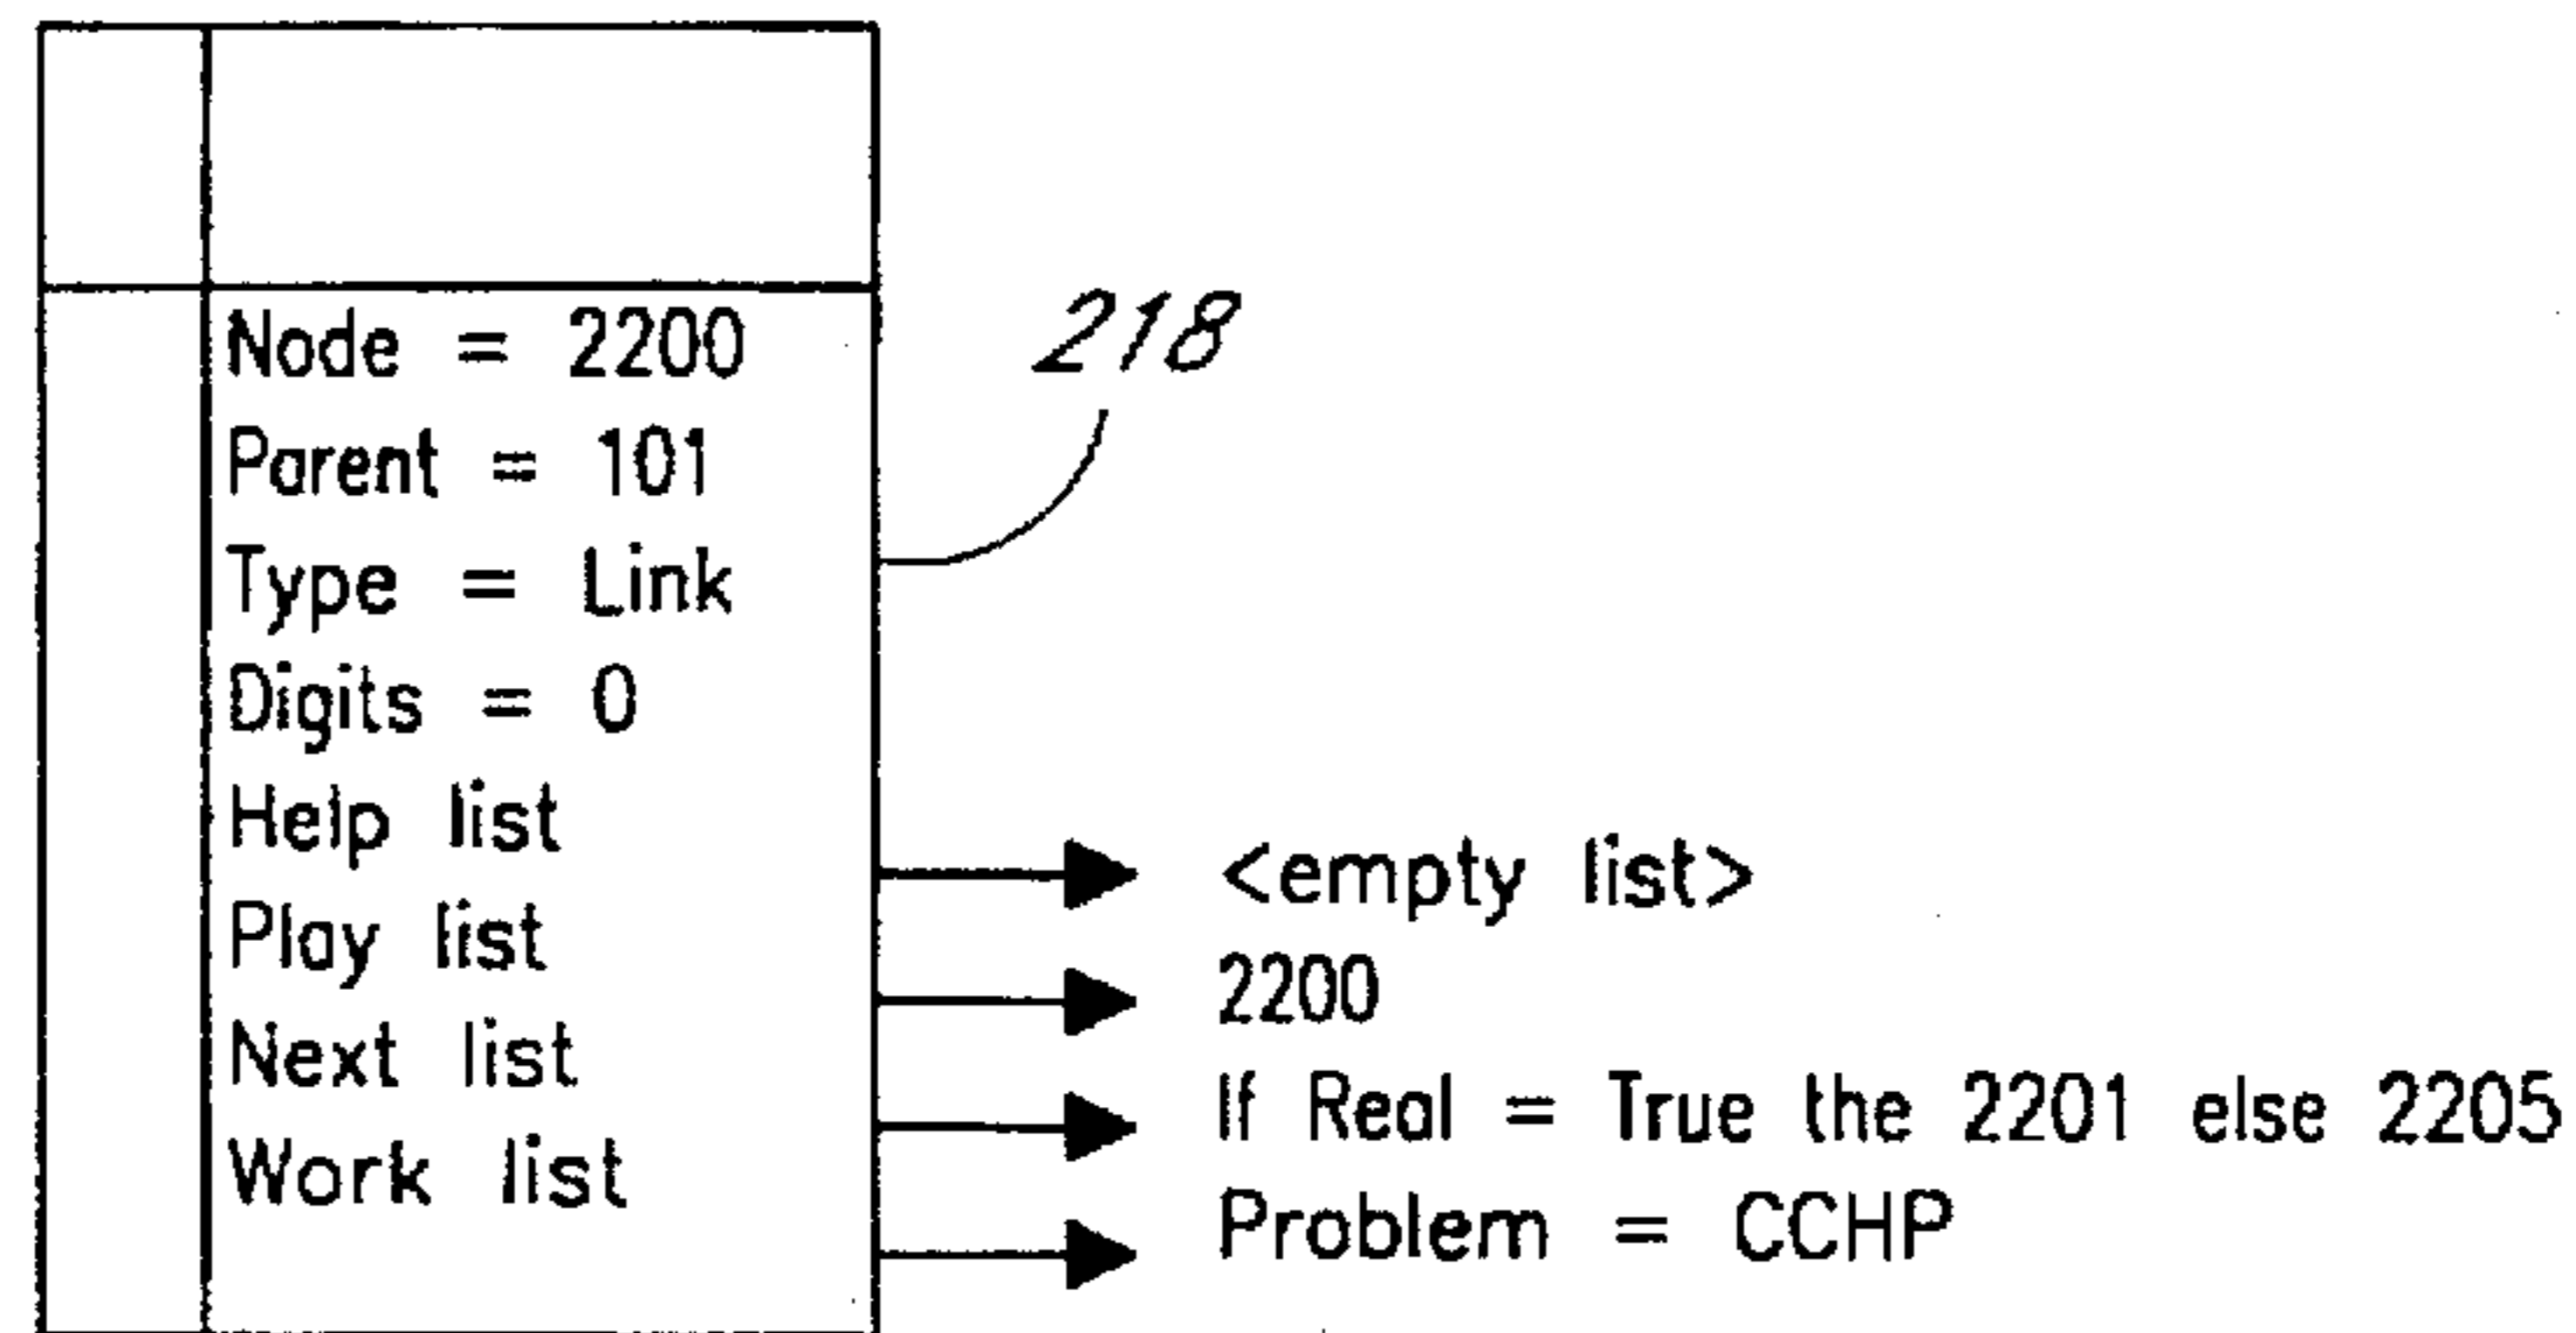 Node = 2200
218
Parent = 101
Type = Link
Digits = 0
Help list
<empty list>
Play list
2200
Next list
If Real = True the 2201 else 2205
Work list
Problem = CCHP